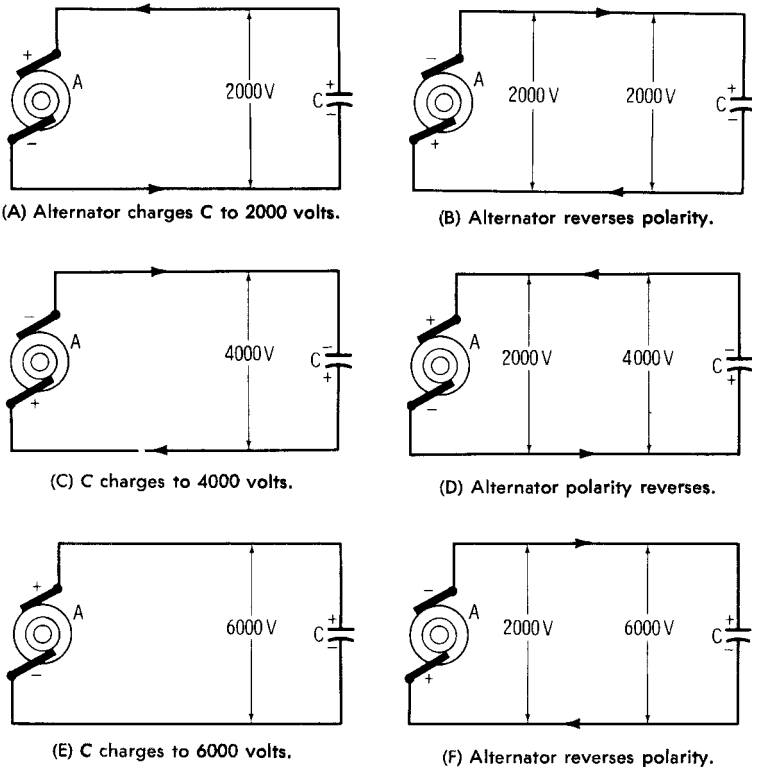 +
A
2000 V
C
+
−
−
(A) Alternator charges C to 2000 volts.
−
A
2000 V
2000 V
C
+
−
+
(B) Alternator reverses polarity.
−
A
4000 V
C
−
+
+
(C) C charges to 4000 volts.
+
A
2000 V
4000 V
C
−
+
−
(D) Alternator polarity reverses.
+
A
6000 V
C
+
−
−
(E) C charges to 6000 volts.
−
A
2000 V
6000 V
C
+
−
+
(F) Alternator reverses polarity.